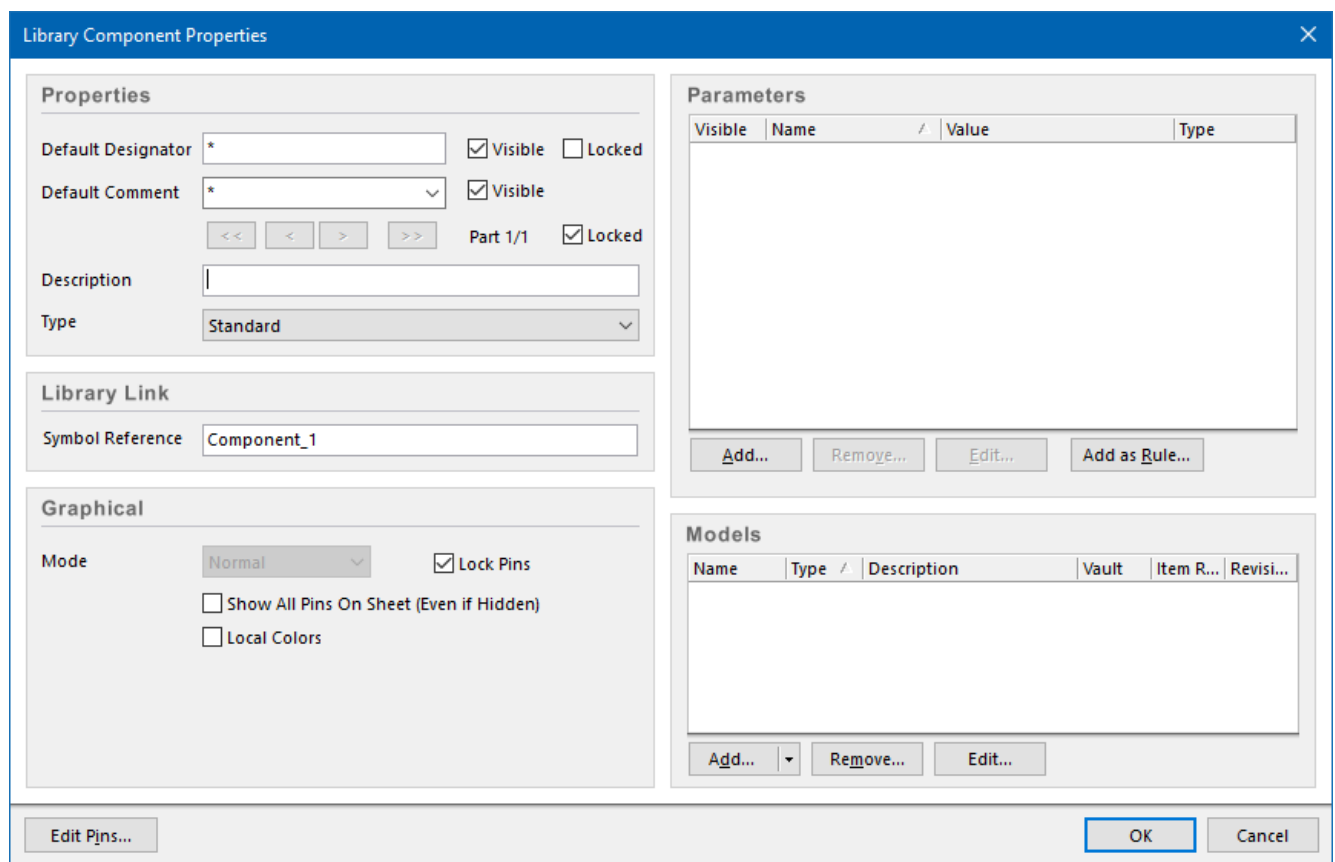 Library Component Properties
Properties
Default Designator * Visible Locked
Default Comment * Visible
<< < > >> Part 1/1 Locked
Description
Type Standard
Library Link
Symbol Reference Component_1
Graphical
Mode Normal Lock Pins
Show All Pins On Sheet (Even if Hidden)
Local Colors
Parameters
Visible Name Value Type
Add... Remove... Edit... Add as Rule...
Models
Name Type Description Vault Item R... Revisi...
Add... Remove... Edit...
Edit Pins... OK Cancel